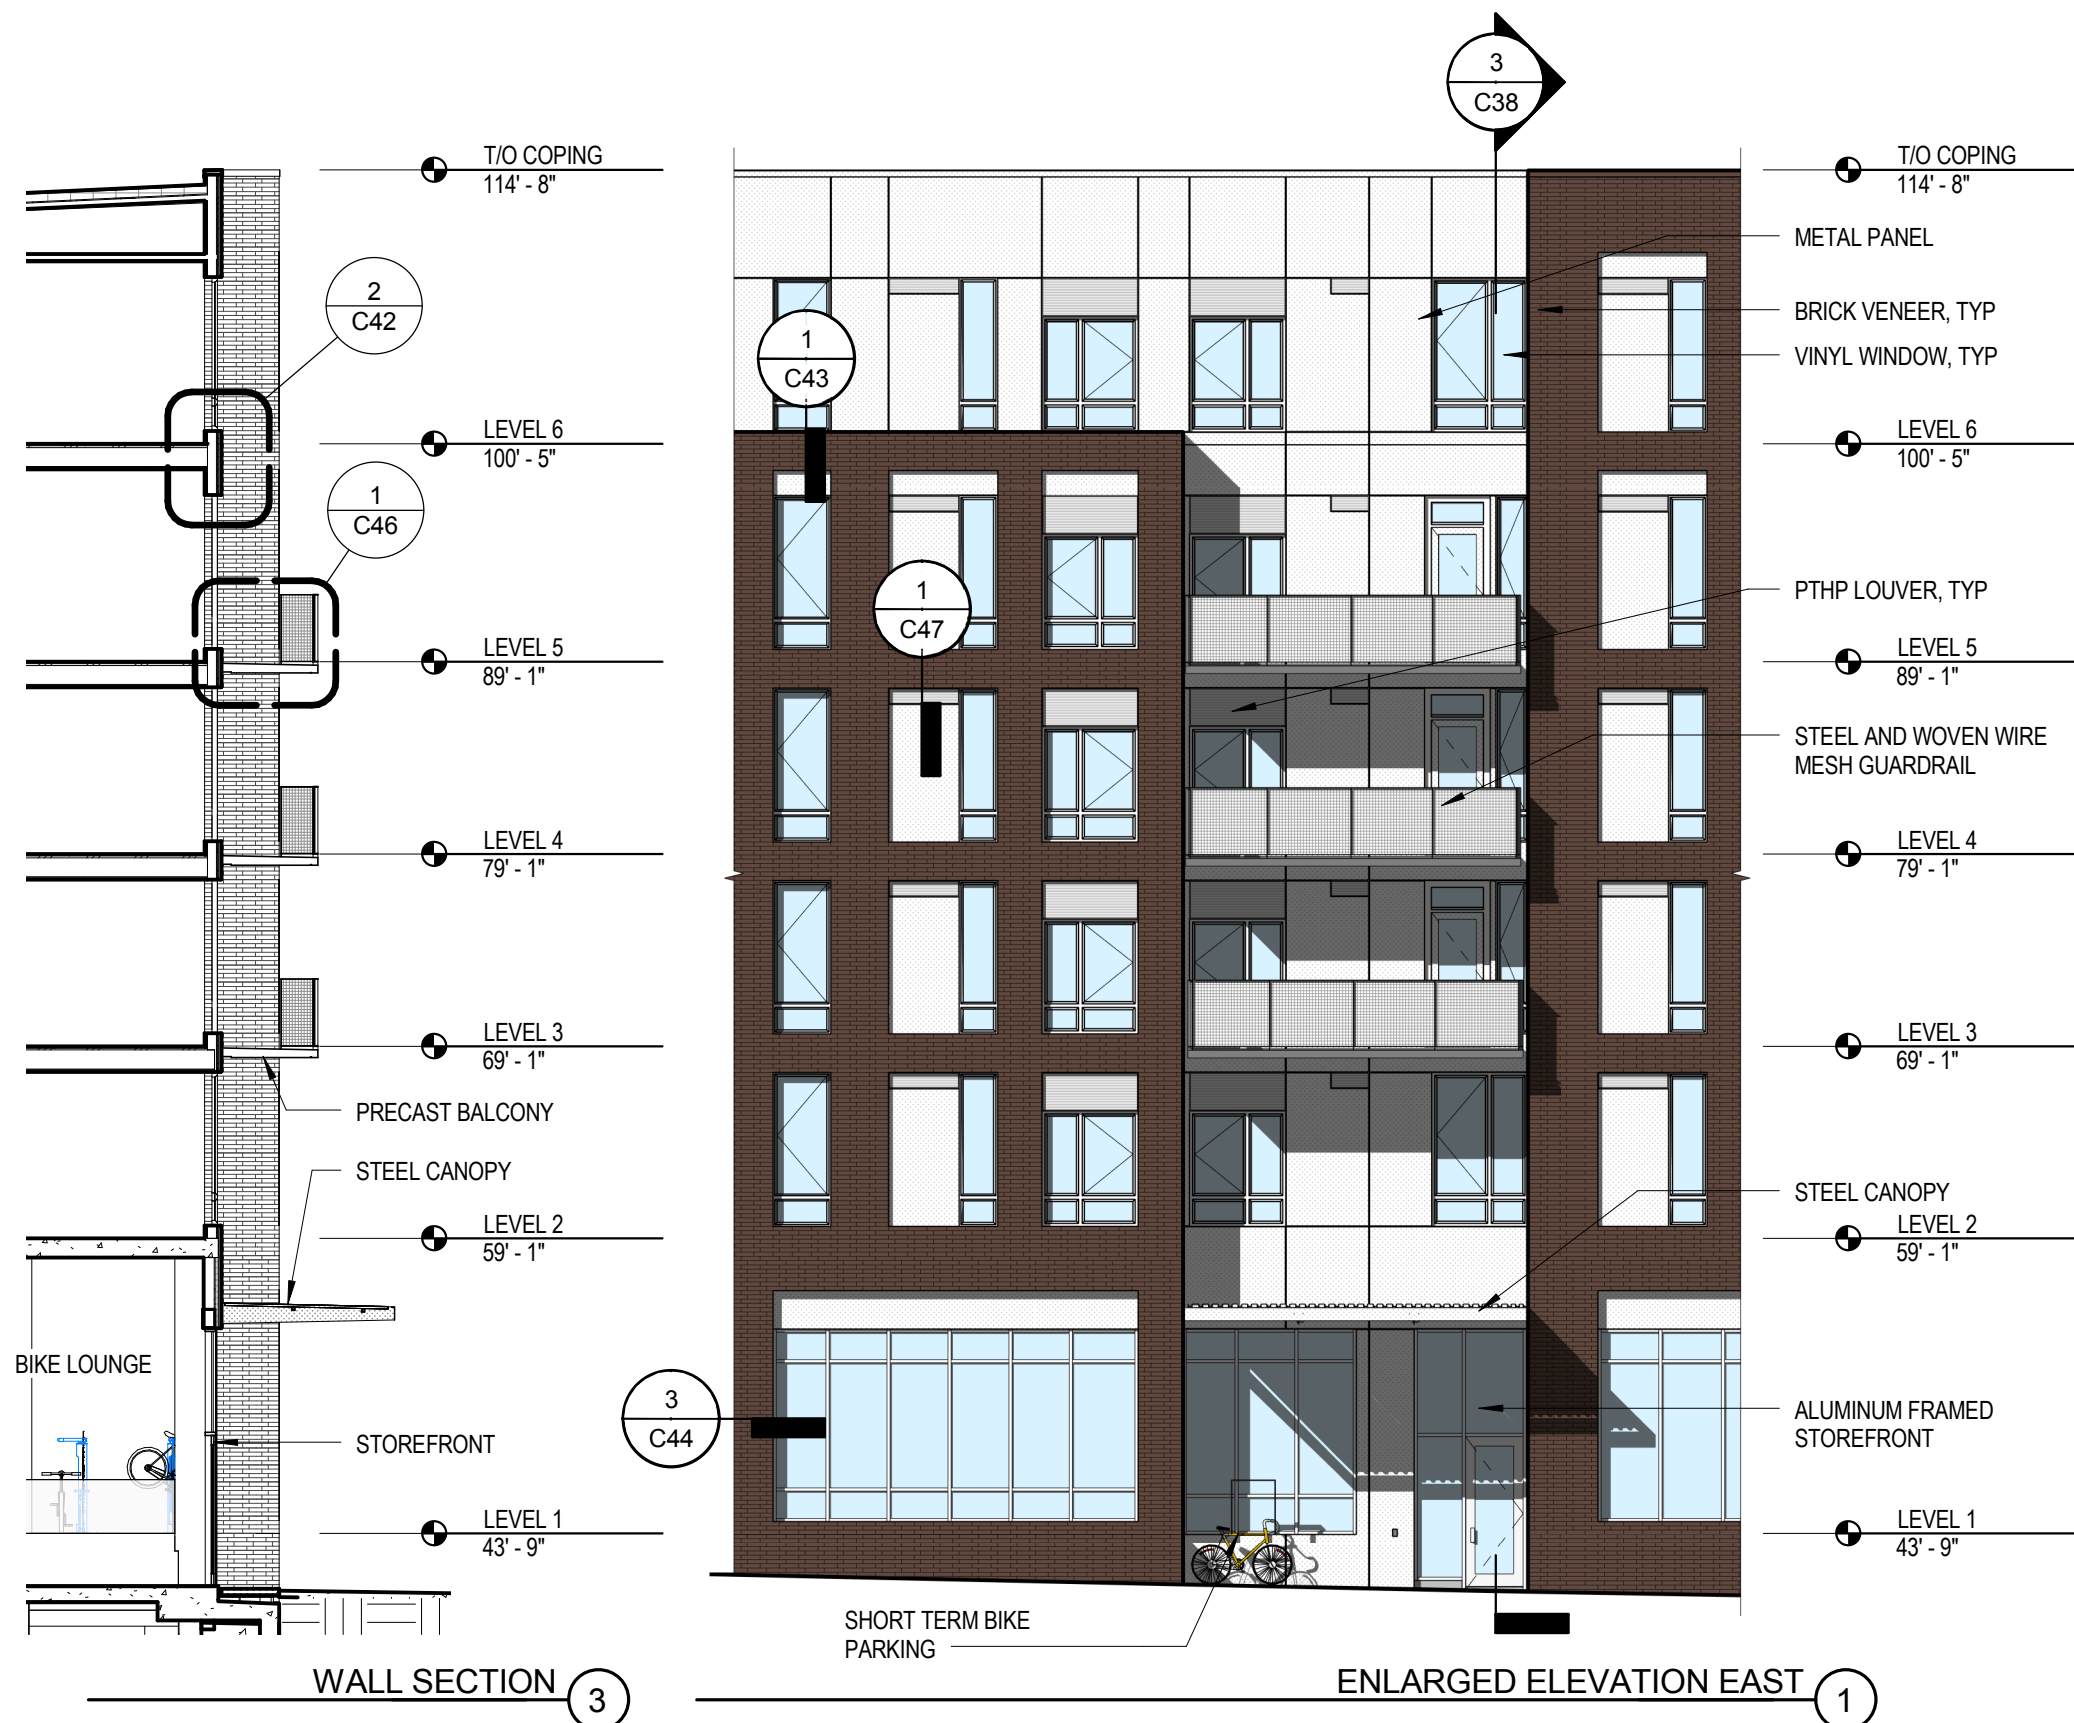 3
C38
T/O COPING
114' - 8"
2
C42
LEVEL 6
100' - 5"
1
C46
LEVEL 5
89' - 1"
LEVEL 4
79' - 1"
LEVEL 3
69' - 1"
PRECAST BALCONY
STEEL CANOPY
LEVEL 2
59' - 1"
BIKE LOUNGE
STOREFRONT
LEVEL 1
43' - 9"
WALL SECTION
3
1
C43
1
C47
3
C44
T/O COPING
114' - 8"
METAL PANEL
BRICK VENEER, TYP
VINYL WINDOW, TYP
LEVEL 6
100' - 5"
PTHP LOUVER, TYP
LEVEL 5
89' - 1"
STEEL AND WOVEN WIRE
MESH GUARDRAIL
LEVEL 4
79' - 1"
LEVEL 3
69' - 1"
STEEL CANOPY
LEVEL 2
59' - 1"
ALUMINUM FRAMED
STOREFRONT
LEVEL 1
43' - 9"
SHORT TERM BIKE
PARKING
ENLARGED ELEVATION EAST
1